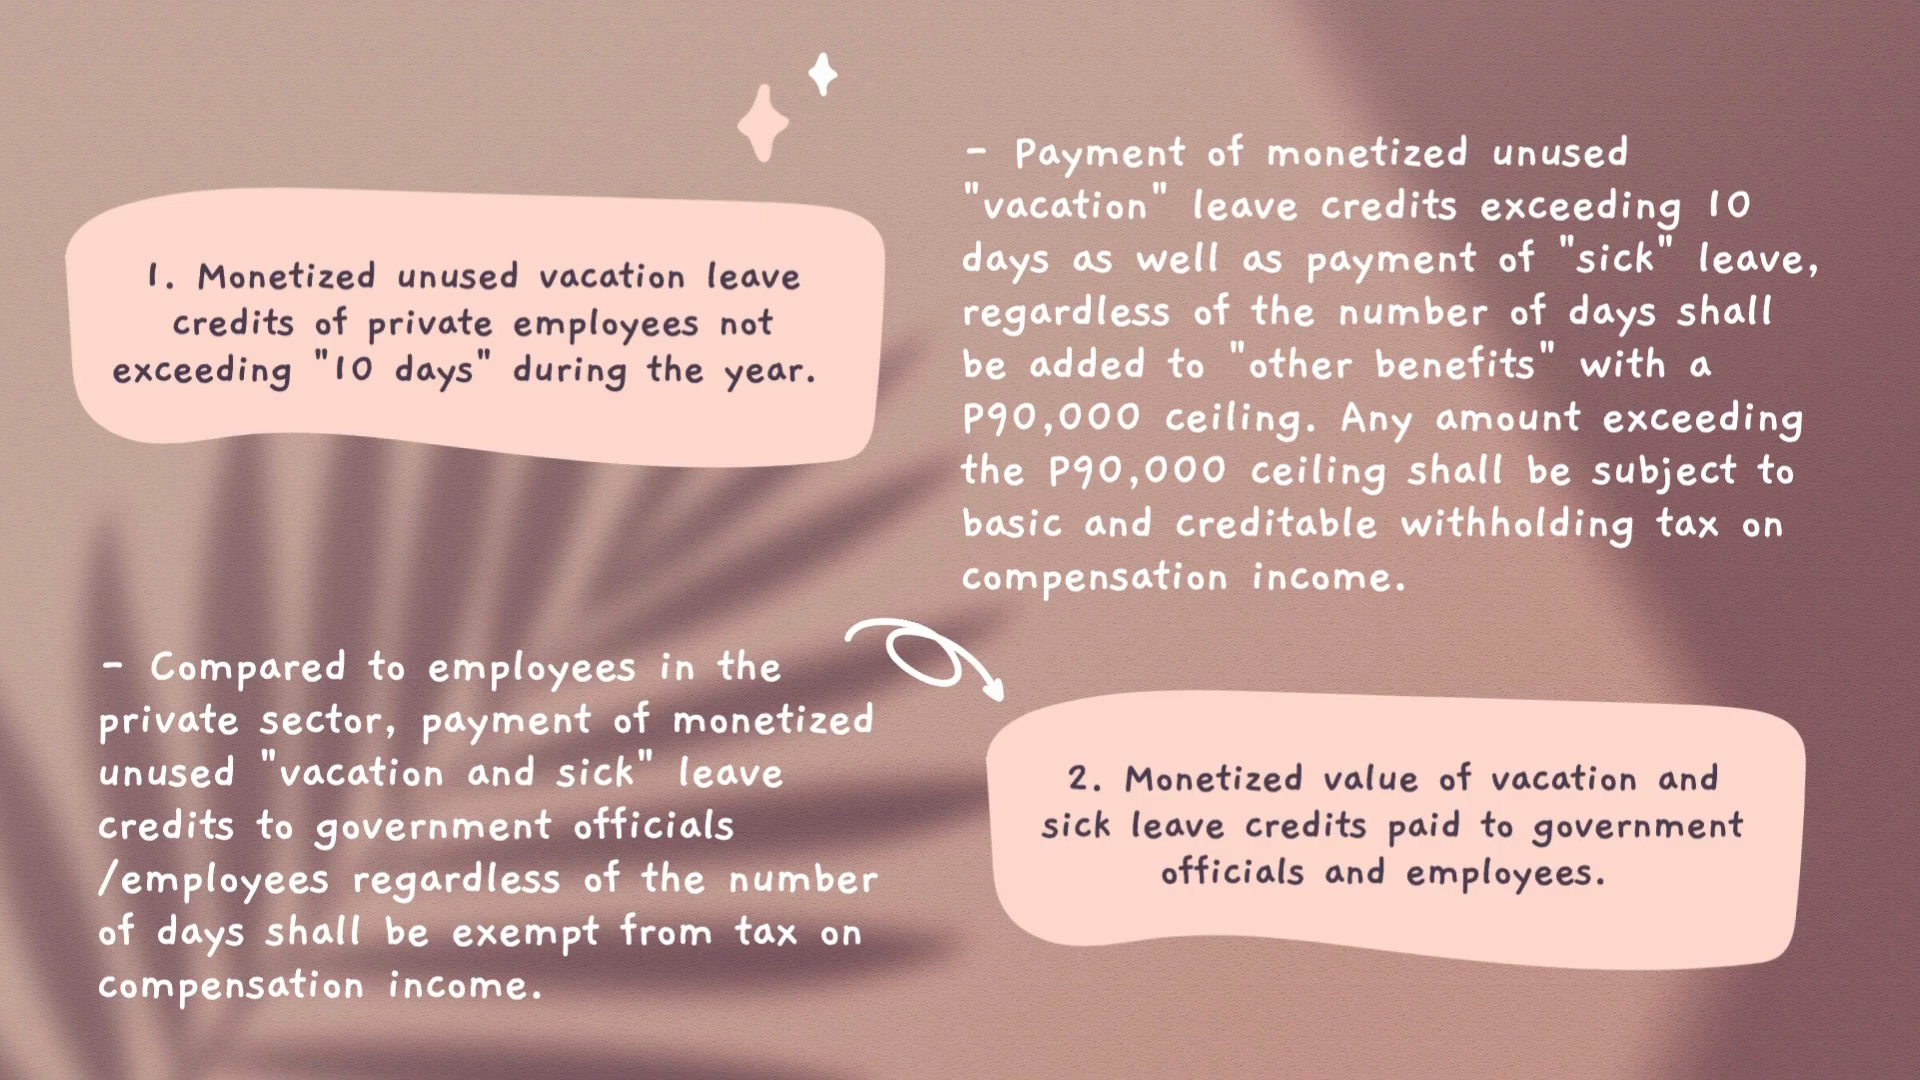 1. Monetized unused vacation leave
credits of private employees not
exceeding "10 days" during the year.
- Payment of monetized unused
"vacation" leave credits exceeding 10
days as well as payment of "sick" leave,
regardless of the number of days shall
be added to "other benefits" with a
P90,000 ceiling. Any amount exceeding
the P90,000 ceiling shall be subject to
basic and creditable withholding tax on
compensation income.
- Compared to employees in the
private sector, payment of monetized
unused "vacation and sick" leave
credits to government officials
/employees regardless of the number
of days shall be exempt from tax on
compensation income.
2. Monetized value of vacation and
sick leave credits paid to government
officials and employees.